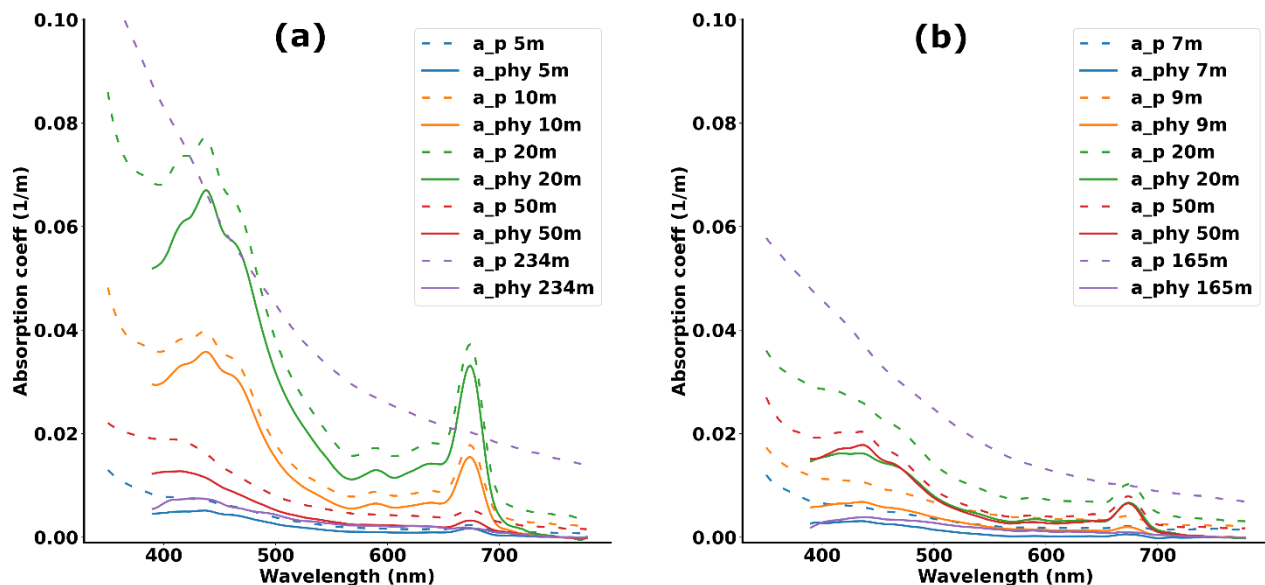 (a)
Absorption coeff (1/m)
0.10
0.08
0.06
0.04
0.02
0.00
400
500
600
700
Wavelength (nm)
a_p 5m
a_phy 5m
a_p 10m
a_phy 10m
a_p 20m
a_phy 20m
a_p 50m
a_phy 50m
a_p 234m
a_phy 234m
(b)
Absorption coeff (1/m)
0.10
0.08
0.06
0.04
0.02
0.00
400
500
600
700
Wavelength (nm)
a_p 7m
a_phy 7m
a_p 9m
a_phy 9m
a_p 20m
a_phy 20m
a_p 50m
a_phy 50m
a_p 165m
a_phy 165m